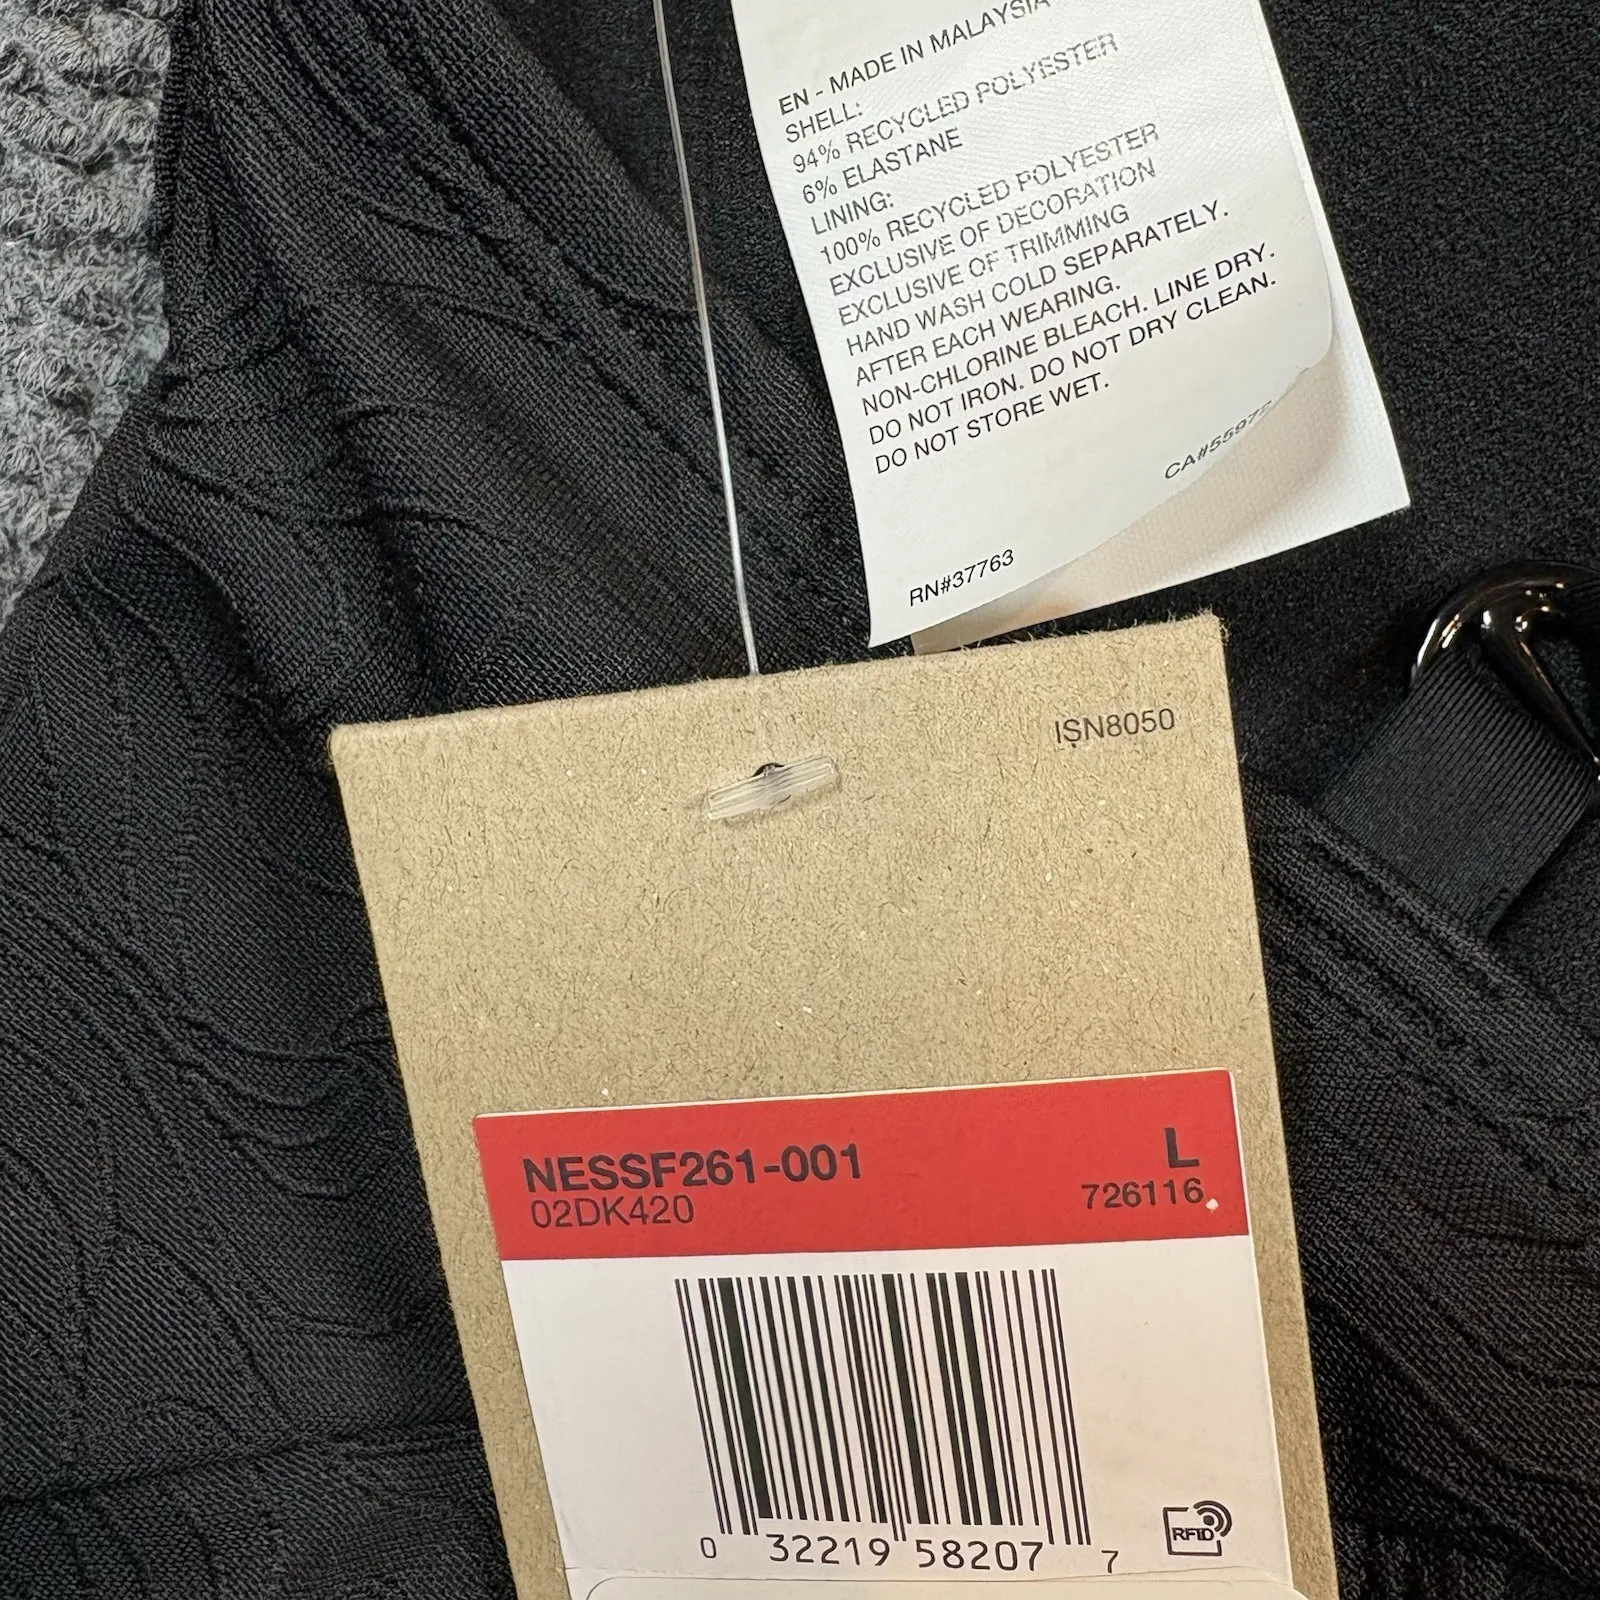 EN - MADE IN MALAYSIA
SHELL:
94% RECYCLED POLYESTER
6% ELASTANE
LINING:
100% RECYCLED POLYESTER
EXCLUSIVE OF DECORATION
EXCLUSIVE OF TRIMMING
HAND WASH COLD SEPARATELY.
AFTER EACH WEARING.
NON-CHLORINE BLEACH. LINE DRY.
DO NOT IRON. DO NOT DRY CLEAN.
DO NOT STORE WET.
CA#55972
RN#37763
ISN8050
NESSF261-001
L
02DK420
726116
0 32219 58207 7
RFID